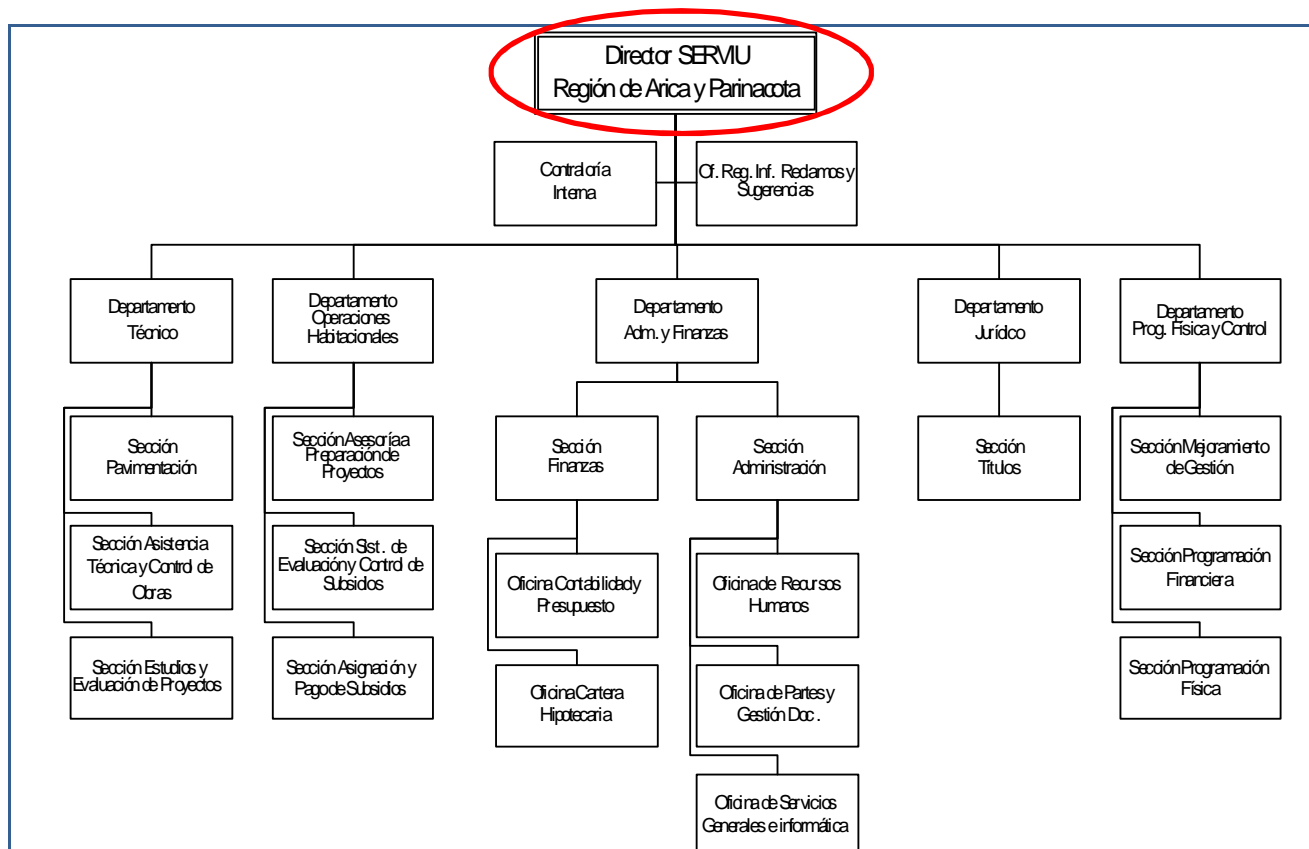 Director SERVIU
Región de Arica y Parinacota
Contraloría
Interna
Of. Reg. Inf. Reclamos y
Sugerencias
Departamento
Técnico
Departamento
Operaciones
Habitacionales
Departamento
Adm. y Finanzas
Departamento
Jurídico
Departamento
Prog. Física y Control
Sección
Pavimentación
Sección Asesoría a
Preparación de
Proyectos
Sección
Finanzas
Sección
Administración
Sección
Títulos
Sección Mejoramiento
de Gestión
Sección Asistencia
Técnica y Control de
Obras
Sección Sist. de
Evaluación y Control de
Subsidios
Oficina Contabilidad y
Presupuesto
Oficina de Recursos
Humanos
Sección Programación
Financiera
Sección Estudios y
Evaluación de Proyectos
Sección Asignación y
Pago de Subsidios
Oficina Cartera
Hipotecaria
Oficina de Partes y
Gestión Doc.
Sección Programación
Física
Oficina de Servicios
Generales e informática